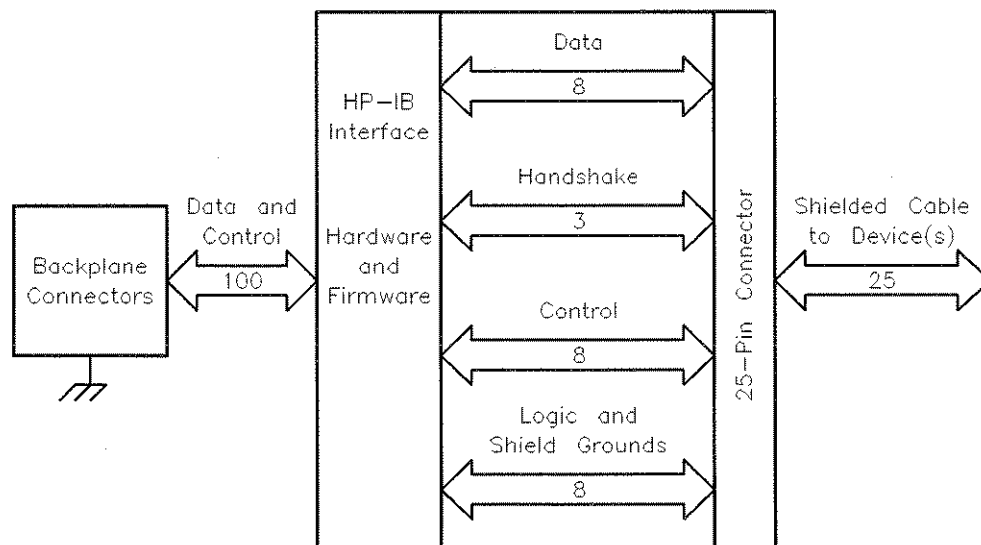 Backplane
Connectors
Data and
Control
100
HP-IB
Interface
Hardware
and
Firmware
Data
8
Handshake
3
Control
8
Logic and
Shield Grounds
8
25-Pin Connector
Shielded Cable
to Device(s)
25